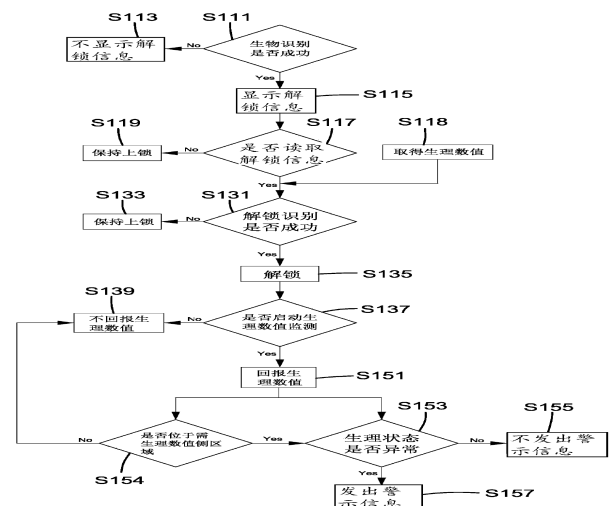 S113
S111
不显示解
锁信息
No
生物识别
是否成功
Yes
显示解
锁信息
S115
S119
S117
S118
保持上锁
No
是否读取
解锁信息
取得生理数值
Yes
S133
S131
保持上锁
No
解锁识别
是否成功
Yes
解锁
S135
S139
S137
不回报生
理数值
No
是否启动生
理数值监测
Yes
回报生
理数值
S151
S153
S155
No
是否位于需
生理数值侧区
域
Yes
生理状态
是否异常
No
不发出警
示信息
S154
Yes
发出警
示信息
S157